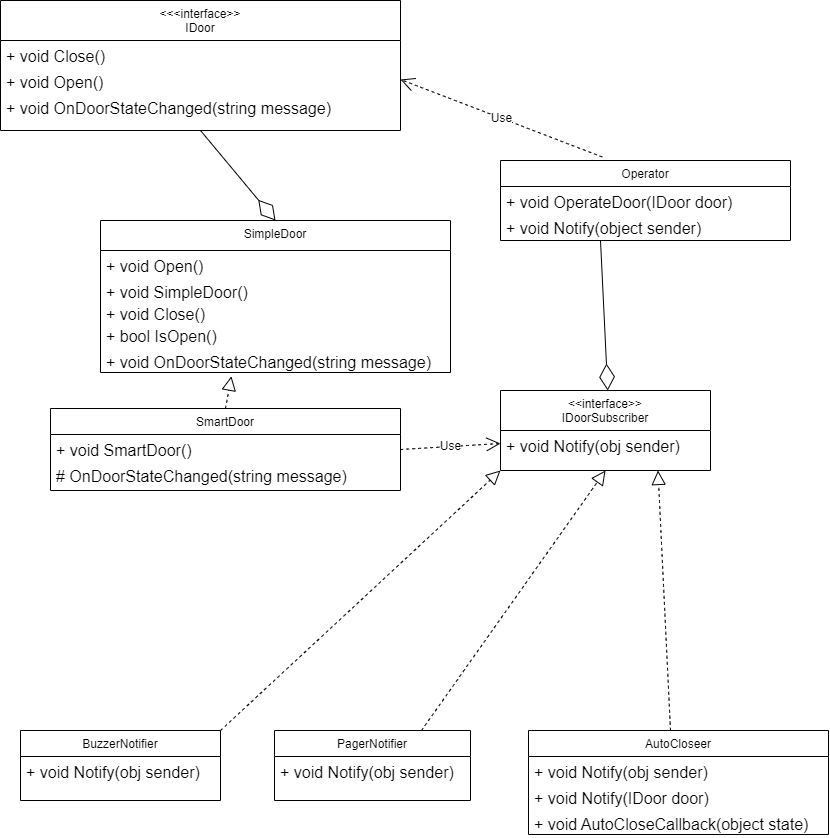 <<<interface>>
IDoor
+ void Close()
+ void Open()
+ void OnDoorStateChanged(string message)
Use
Operator
+ void OperateDoor(IDoor door)
+ void Notify(object sender)
SimpleDoor
+ void Open()
+ void SimpleDoor()
+ void Close()
+ bool IsOpen()
+ void OnDoorStateChanged(string message)
SmartDoor
+ void SmartDoor()
# OnDoorStateChanged(string message)
Use
<<interface>>
IDoorSubscriber
+ void Notify(obj sender)
BuzzerNotifier
+ void Notify(obj sender)
PagerNotifier
+ void Notify(obj sender)
AutoCloseer
+ void Notify(obj sender)
+ void Notify(IDoor door)
+ void AutoCloseCallback(object state)